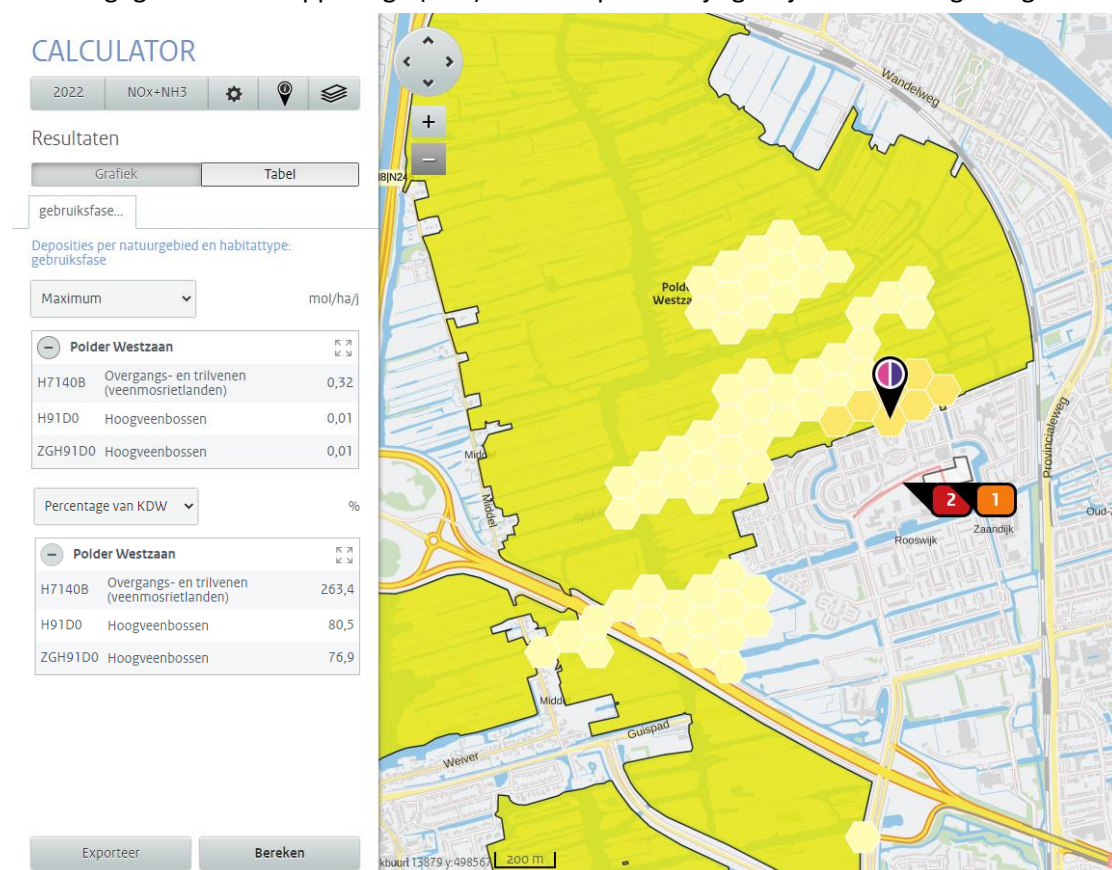 CALCULATOR
2022 NOx+NH3
Resultaten
Grafiek Tabel
gebruiksfase...
Deposities per natuurgebied en habitattype:
gebruiksfase
Maximum mol/ha/j
Polder Westzaan
H7140B Overgangs- en trilvenen
(veenmosrietlanden) 0,32
H91D0 Hoogveenbossen 0,01
ZGH91D0 Hoogveenbossen 0,01
Percentage van KDW %
Polder Westzaan
H7140B Overgangs- en trilvenen
(veenmosrietlanden) 263,4
H91D0 Hoogveenbossen 80,5
ZGH91D0 Hoogveenbossen 76,9
Exporteer Bereken
+
−
Wandelweg
Westza
Provincialeweg
Middel
Middel
2 1
Rooswijk
Zaandijk
Guispad
Weiver
200 m